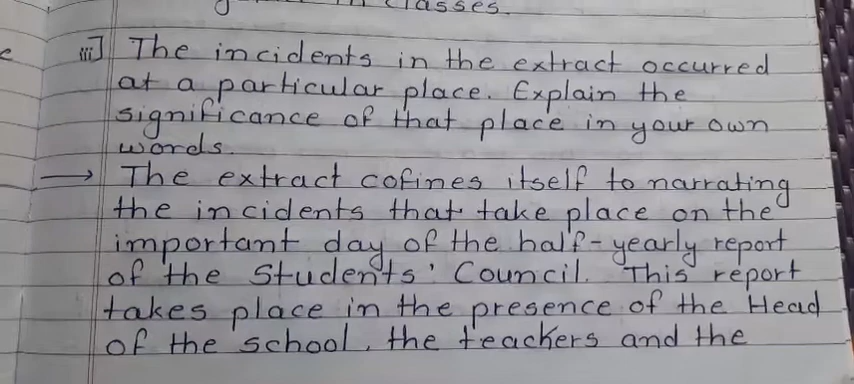 classes.
iii] The incidents in the extract occurred
at a particular place. Explain the
significance of that place in your own
words.
→ The extract cofines itself to narrating
the incidents that take place on the
important day of the half-yearly report
of the Students' Council. This report
takes place in the presence of the Head
of the school, the teachers and the